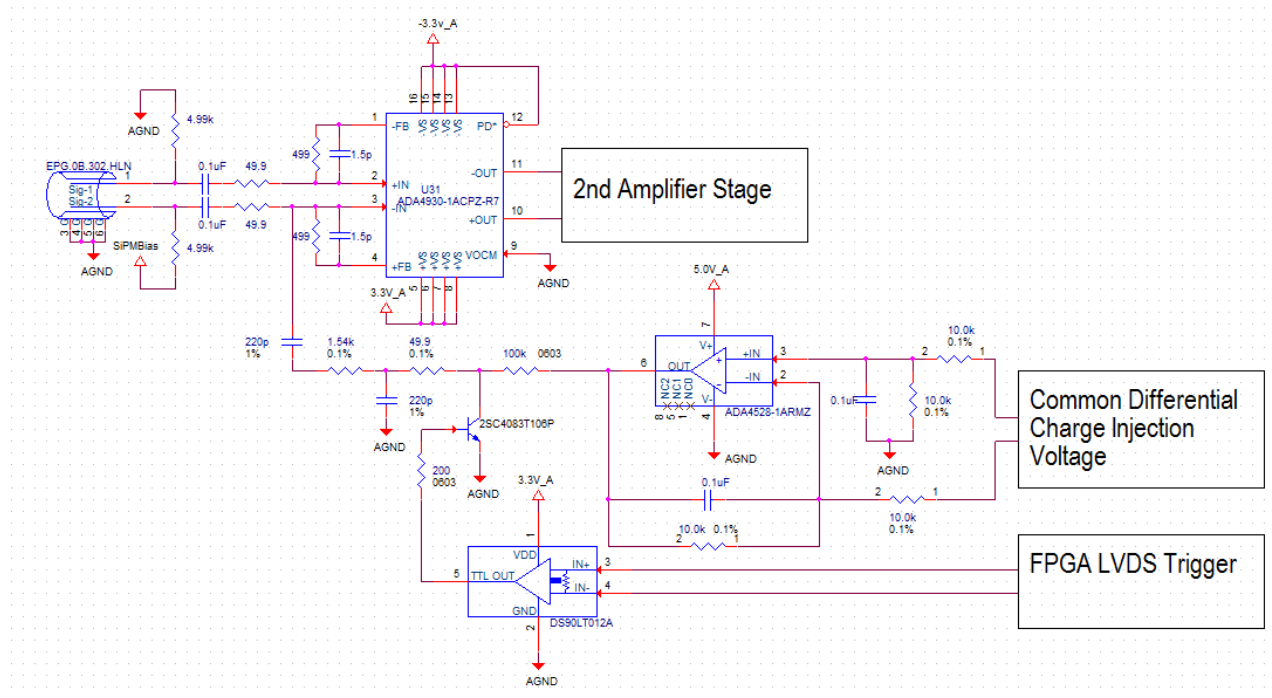 -3.3v_A
16
15
14
13
-VS
-VS
-VS
-VS
1
-FB
PD*
12
AGND
4.99k
499
1.5p
EPG.0B.302.HLN
0.1uF
49.9
1
Sig-1
Sig-2
2
2
+IN
U31
ADA4930-1ACPZ-R7
3
-IN
-OUT
11
+OUT
10
2nd Amplifier Stage
0.1uF
49.9
3
4
5
6
G
G
G
G
AGND
SiPMBias
4.99k
499
1.5p
4
+FB
+VS
+VS
+VS
+VS
VOCM
9
AGND
5
6
7
8
3.3V_A
5.0V_A
220p
1%
1.54k
0.1%
49.9
0.1%
100k 0603
6
7
V+
OUT
+IN
3
-IN
2
NC2
NC1
NC0
V-
8
5
1
4
ADA4528-1ARMZ
AGND
10.0k
0.1%
2
1
0.1uF
10.0k
0.1%
AGND
Common Differential
Charge Injection
Voltage
220p
1%
AGND
2SC4083T106P
AGND
200
0603
3.3V_A
0.1uF
2
1
10.0k
0.1%
10.0k 0.1%
2
1
1
VDD
5
TTL OUT
IN+
3
IN-
4
GND
2
DS90LT012A
AGND
FPGA LVDS Trigger